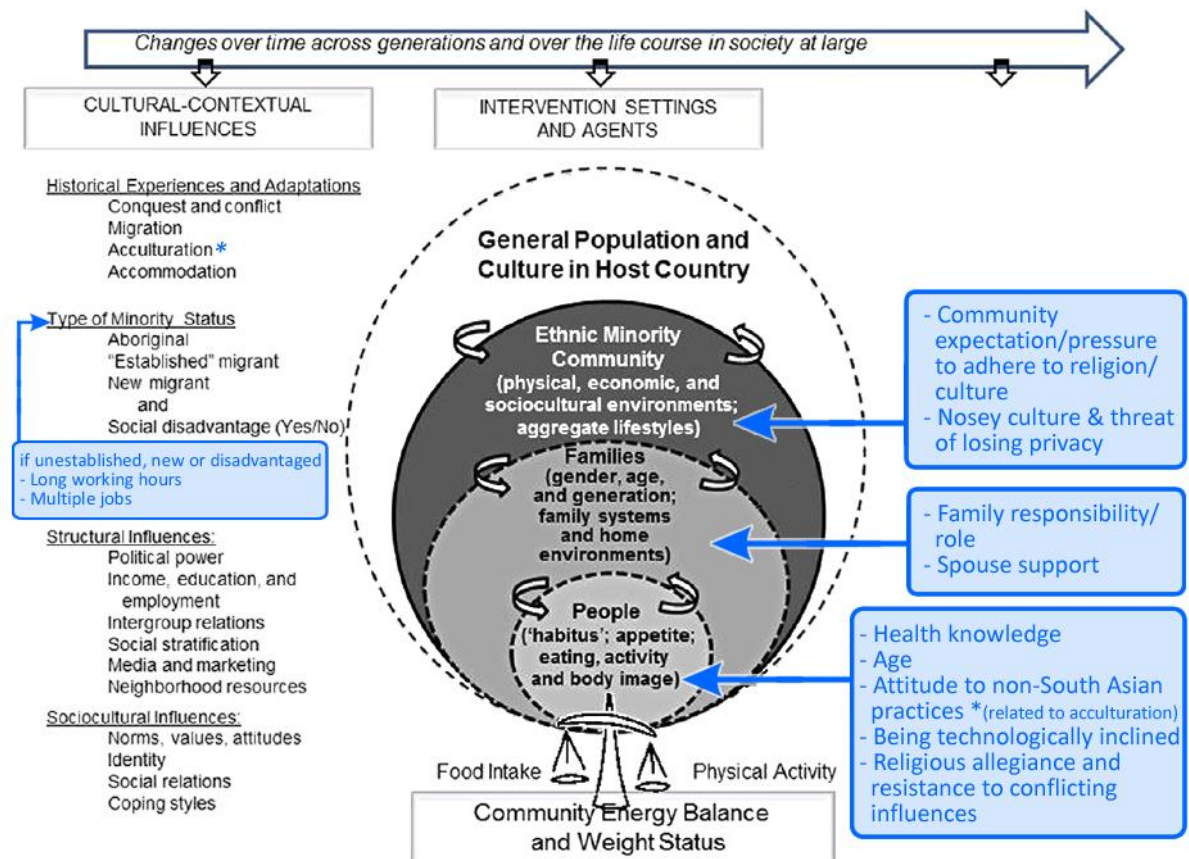 Changes over time across generations and over the life course in society at large
CULTURAL-CONTEXTUAL
INFLUENCES
INTERVENTION SETTINGS
AND AGENTS
Historical Experiences and Adaptations
Conquest and conflict
Migration
Acculturation*
Accommodation
Type of Minority Status
Aboriginal
"Established" migrant
New migrant
and
Social disadvantage (Yes/No)
if unestablished, new or disadvantaged
- Long working hours
- Multiple jobs
Structural Influences:
Political power
Income, education, and
employment
Intergroup relations
Social stratification
Media and marketing
Neighborhood resources
Sociocultural Influences:
Norms, values, attitudes
Identity
Social relations
Coping styles
General Population and
Culture in Host Country
Ethnic Minority
Community
(physical, economic, and
sociocultural environments;
aggregate lifestyles)
Families
(gender, age,
and generation;
family systems
and home
environments)
People
('habitus'; appetite;
eating, activity
and body image)
Food Intake
Physical Activity
Community Energy Balance
and Weight Status
- Community
expectation/pressure
to adhere to religion/
culture
- Nosey culture & threat
of losing privacy
- Family responsibility/
role
- Spouse support
- Health knowledge
- Age
- Attitude to non-South Asian
practices *(related to acculturation)
- Being technologically inclined
- Religious allegiance and
resistance to conflicting
influences